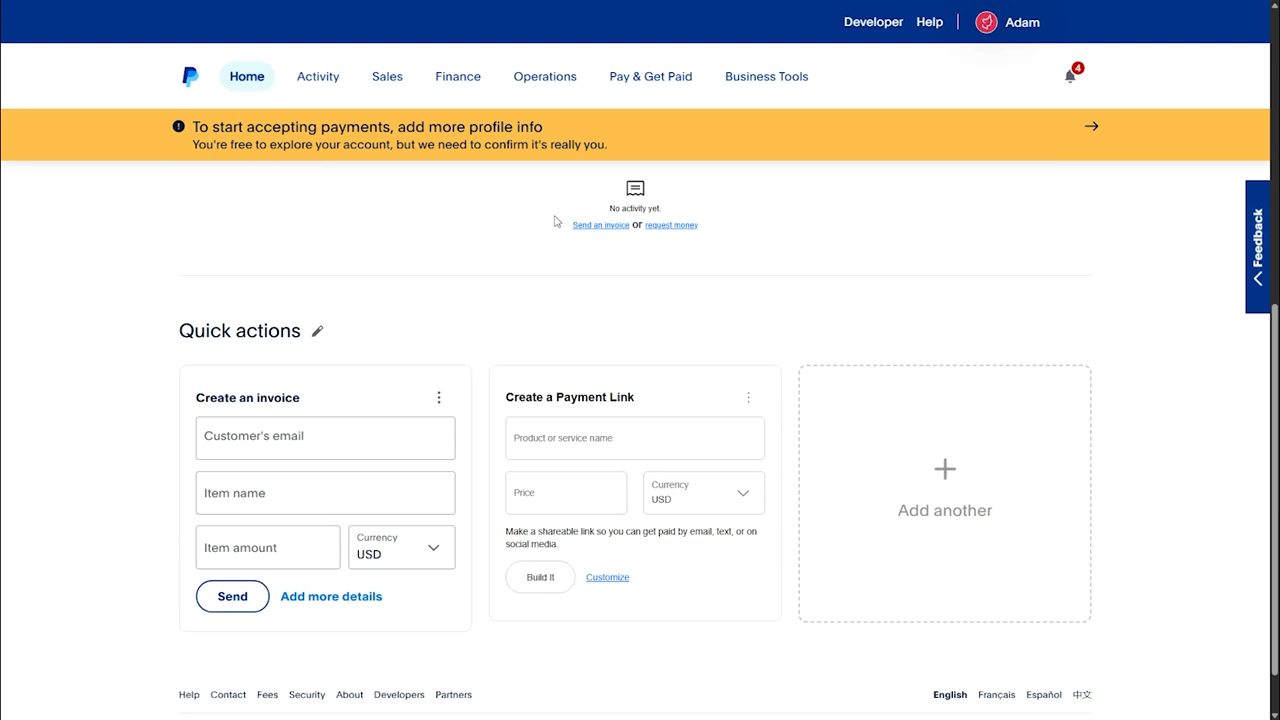 Developer Help Adam
Home Activity Sales Finance Operations Pay & Get Paid Business Tools 4
To start accepting payments, add more profile info
You're free to explore your account, but we need to confirm it's really you.
No activity yet.
Send an invoice or request money
Feedback
Quick actions
Create an invoice
Customer's email
Item name
Item amount
Currency
USD
Send Add more details
Create a Payment Link
Product or service name
Price
Currency
USD
Make a shareable link so you can get paid by email, text, or on
social media.
Build It Customize
Add another
Help Contact Fees Security About Developers Partners
English Français Español 中文